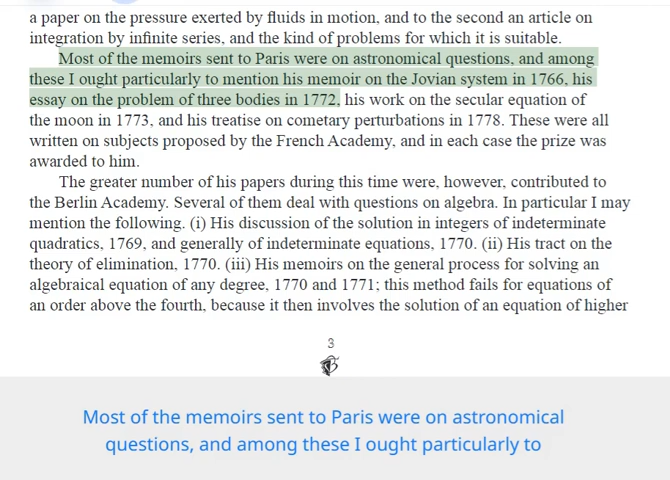 a paper on the pressure exerted by fluids in motion, and to the second an article on
integration by infinite series, and the kind of problems for which it is suitable.
Most of the memoirs sent to Paris were on astronomical questions, and among
these I ought particularly to mention his memoir on the Jovian system in 1766, his
essay on the problem of three bodies in 1772, his work on the secular equation of
the moon in 1773, and his treatise on cometary perturbations in 1778. These were all
written on subjects proposed by the French Academy, and in each case the prize was
awarded to him.
The greater number of his papers during this time were, however, contributed to
the Berlin Academy. Several of them deal with questions on algebra. In particular I may
mention the following. (i) His discussion of the solution in integers of indeterminate
quadratics, 1769, and generally of indeterminate equations, 1770. (ii) His tract on the
theory of elimination, 1770. (iii) His memoirs on the general process for solving an
algebraical equation of any degree, 1770 and 1771; this method fails for equations of
an order above the fourth, because it then involves the solution of an equation of higher
3
Most of the memoirs sent to Paris were on astronomical
questions, and among these I ought particularly to